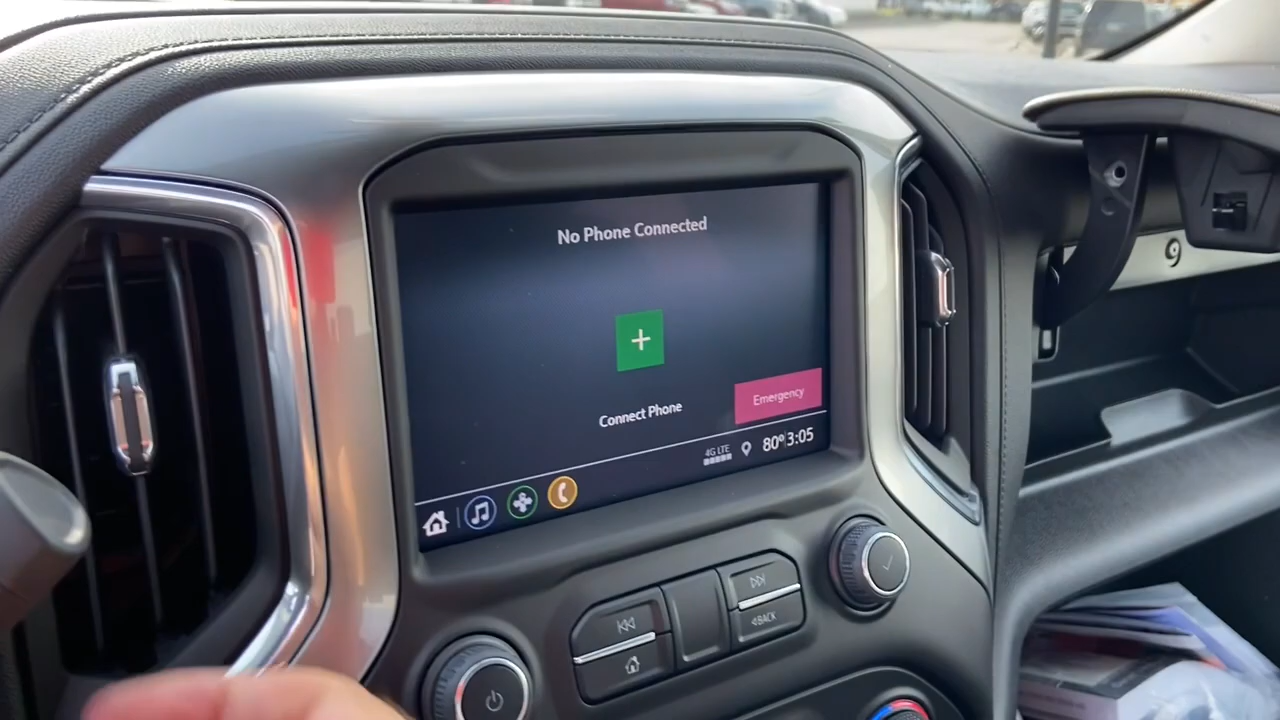 No Phone Connected
+
Connect Phone
Emergency
4G LTE
80° 3:05
BACK